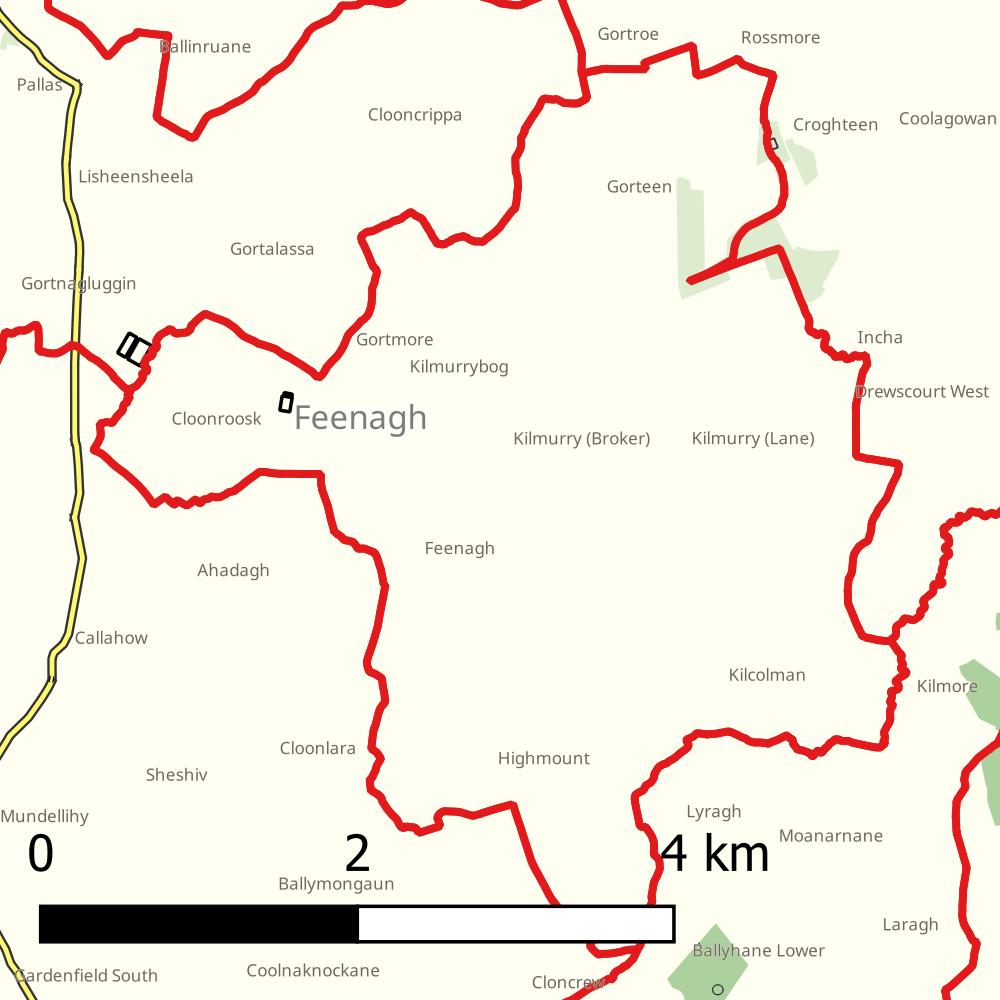 Gortroe
Rossmore
Ballinruane
Pallas
Clooncrippa
Croghteen
Coolagowan
Lisheensheela
Gorteen
Gortalassa
Gortnagluggin
Gortmore
Incha
Kilmurrybog
Drewscourt West
Cloonroosk
Feenagh
Kilmurry (Broker)
Kilmurry (Lane)
Feenagh
Ahadagh
Callahow
Kilcolman
Kilmore
Cloonlara
Highmount
Sheshiv
Mundellihy
Lyragh
Moanarnane
0 2 4 km
Ballymongaun
Laragh
Ballyhane Lower
Gardenfield South
Coolnaknockane
Cloncrew